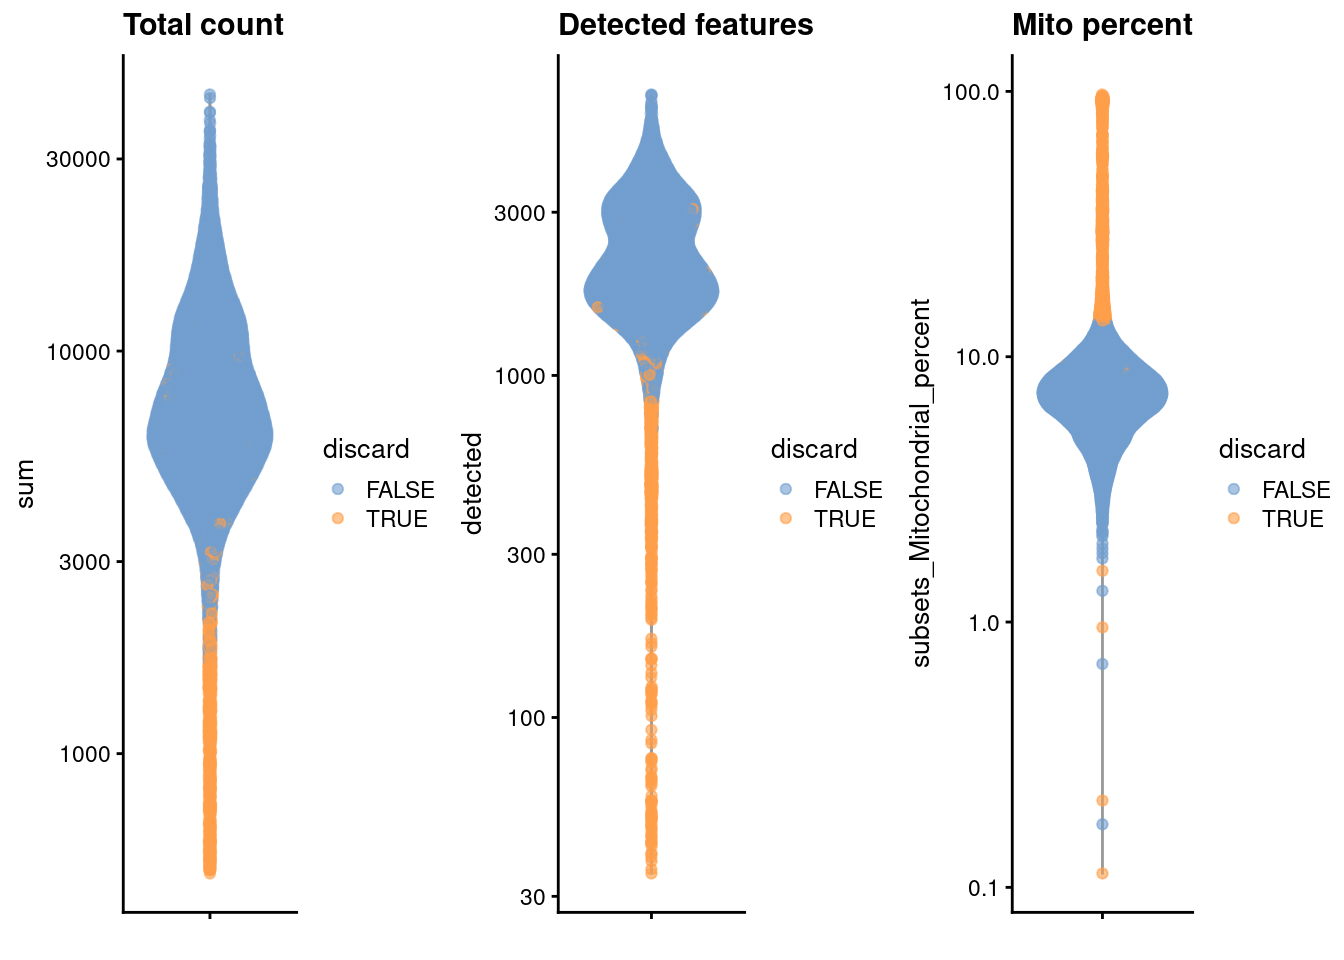 Total count
sum
30000
10000
3000
1000
discard
FALSE
TRUE
Detected features
detected
3000
1000
300
100
30
discard
FALSE
TRUE
Mito percent
subsets_Mitochondrial_percent
100.0
10.0
1.0
0.1
discard
FALSE
TRUE